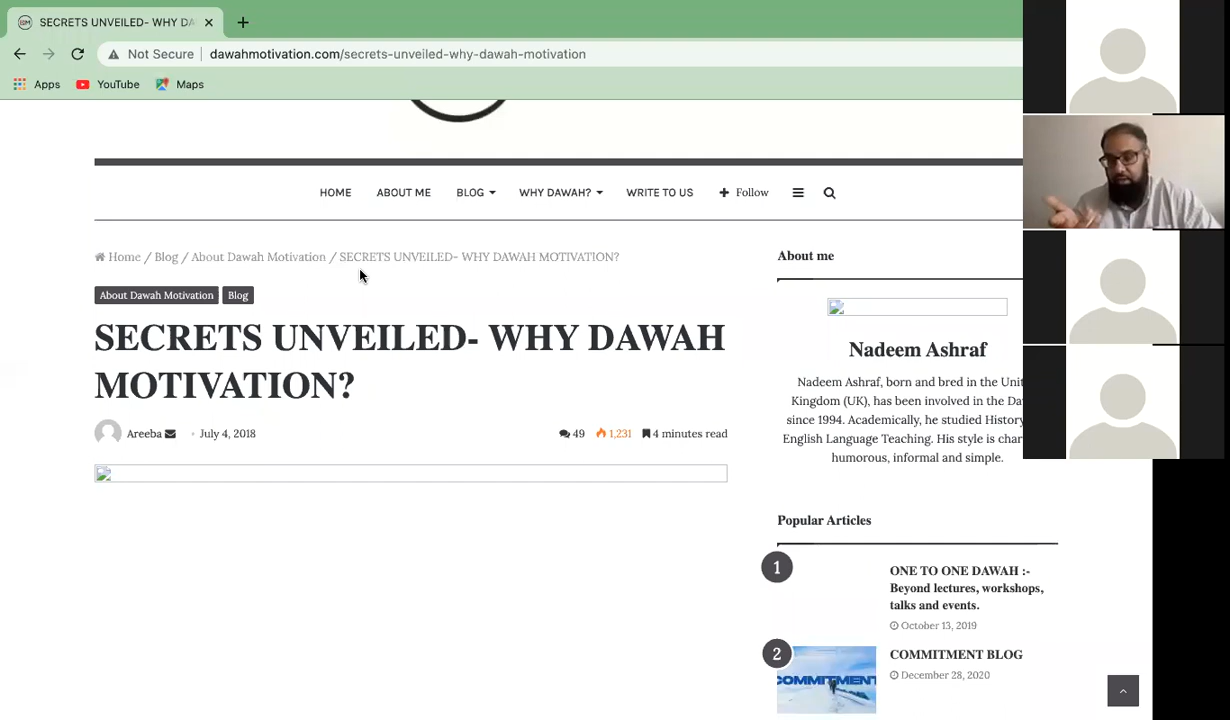 SECRETS UNVEILED- WHY DA
Not Secure
dawahmotivation.com/secrets-unveiled-why-dawah-motivation
Apps
YouTube
Maps
HOME
ABOUT ME
BLOG
WHY DAWAH?
WRITE TO US
Follow
Home / Blog / About Dawah Motivation / SECRETS UNVEILED- WHY DAWAH MOTIVATION?
About Dawah Motivation
Blog
SECRETS UNVEILED- WHY DAWAH
MOTIVATION?
Areeba
July 4, 2018
49
1,231
4 minutes read
About me
Nadeem Ashraf
Nadeem Ashraf, born and bred in the Unit
Kingdom (UK), has been involved in the Da
since 1994. Academically, he studied History
English Language Teaching. His style is char
humorous, informal and simple.
Popular Articles
1
ONE TO ONE DAWAH :-
Beyond lectures, workshops,
talks and events.
October 13, 2019
2
COMMITMENT
COMMITMENT BLOG
December 28, 2020